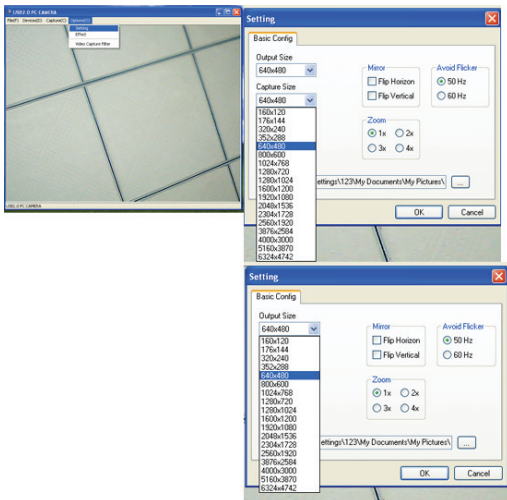 USB2.0 PC CAMERA
File(F) Devices(D) Capture(C) Options(O)
Setting
Effect
Video Capture Filter
USB2.0 PC CAMERA
Setting
Basic Config
Output Size
640x480
Capture Size
640x480
160x120
176x144
320x240
352x288
640x480
800x600
1024x768
1280x720
1280x1024
1600x1200
1920x1080
2048x1536
2304x1728
2560x1920
3876x2584
4000x3000
5160x3870
6324x4742
Mirror
Flip Horizon
Flip Vertical
Avoid Flicker
50 Hz
60 Hz
Zoom
1x 2x
3x 4x
ettings\123\My Documents\My Pictures\ ...
OK Cancel
Setting
Basic Config
Output Size
640x480
160x120
176x144
320x240
352x288
640x480
800x600
1024x768
1280x720
1280x1024
1600x1200
1920x1080
2048x1536
2304x1728
2560x1920
3876x2584
4000x3000
5160x3870
6324x4742
Mirror
Flip Horizon
Flip Vertical
Avoid Flicker
50 Hz
60 Hz
Zoom
1x 2x
3x 4x
ettings\123\My Documents\My Pictures\ ...
OK Cancel